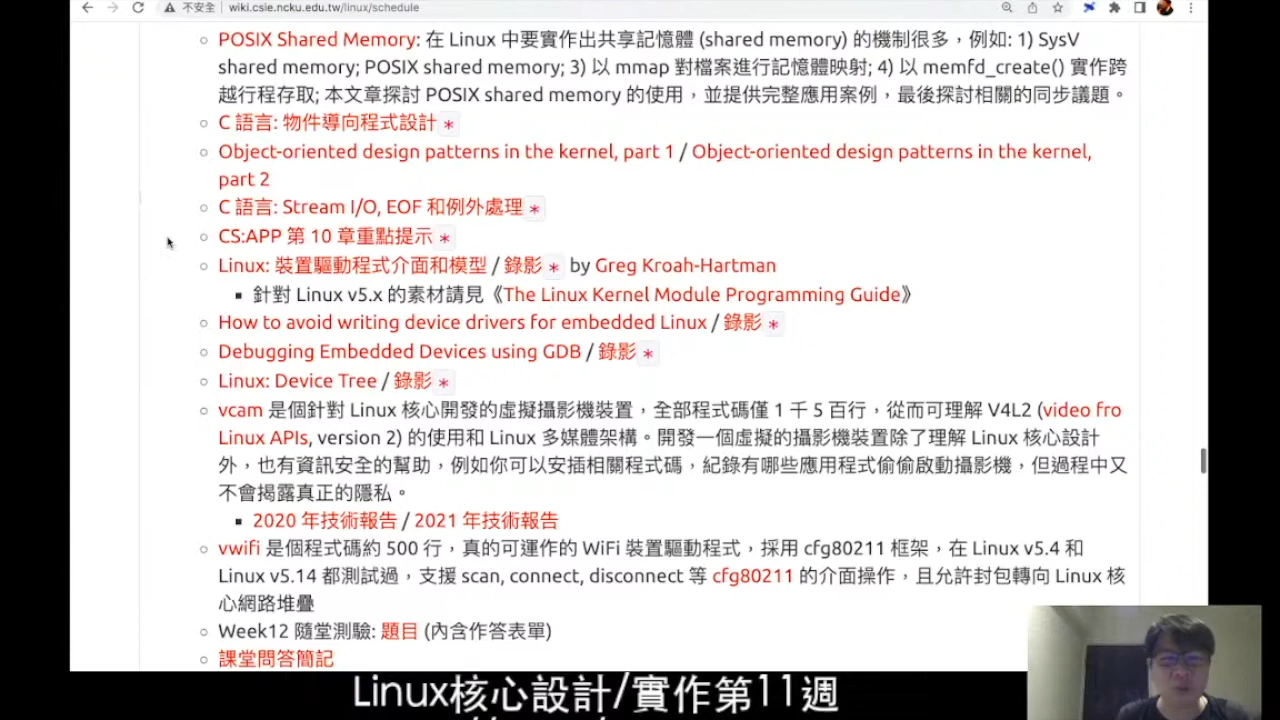 不安全 | wiki.csie.ncku.edu.tw/linux/schedule
POSIX Shared Memory: 在 Linux 中要實作出共享記憶體 (shared memory) 的機制很多，例如: 1) SysV
shared memory; POSIX shared memory; 3) 以 mmap 對檔案進行記憶體映射; 4) 以 memfd_create() 實作跨
越行程存取; 本文章探討 POSIX shared memory 的使用，並提供完整應用案例，最後探討相關的同步議題。
C 語言: 物件導向程式設計 *
Object-oriented design patterns in the kernel, part 1 / Object-oriented design patterns in the kernel,
part 2
C 語言: Stream I/O, EOF 和例外處理 *
CS:APP 第 10 章重點提示 *
Linux: 裝置驅動程式介面和模型 / 錄影 * by Greg Kroah-Hartman
針對 Linux v5.x 的素材請見《The Linux Kernel Module Programming Guide》
How to avoid writing device drivers for embedded Linux / 錄影 *
Debugging Embedded Devices using GDB / 錄影 *
Linux: Device Tree / 錄影 *
vcam 是個針對 Linux 核心開發的虛擬攝影機裝置，全部程式碼僅 1 千 5 百行，從而可理解 V4L2 (video fro
Linux APIs, version 2) 的使用和 Linux 多媒體架構。開發一個虛擬的攝影機裝置除了理解 Linux 核心設計
外，也有資訊安全的幫助，例如你可以安插相關程式碼，紀錄有哪些應用程式偷偷啟動攝影機，但過程中又
不會揭露真正的隱私。
2020 年技術報告 / 2021 年技術報告
vwifi 是個程式碼約 500 行，真的可運作的 WiFi 裝置驅動程式，採用 cfg80211 框架，在 Linux v5.4 和
Linux v5.14 都測試過，支援 scan, connect, disconnect 等 cfg80211 的介面操作，且允許封包轉向 Linux 核
心網路堆疊
Week12 隨堂測驗: 題目 (內含作答表單)
課堂問答簡記
Linux核心設計/實作第11週